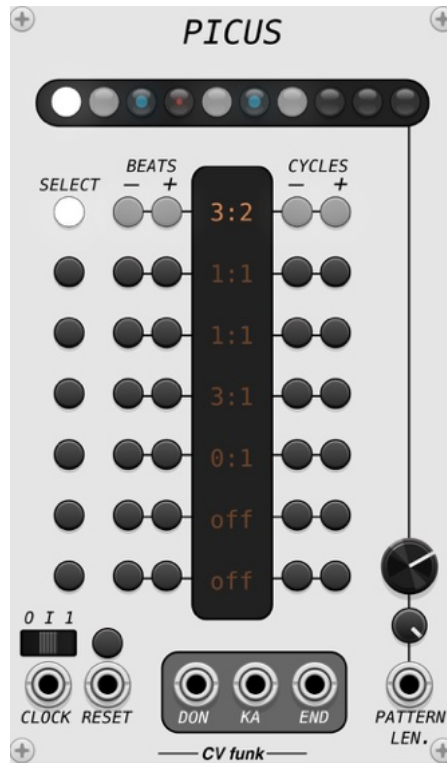 PICUS
BEATS CYCLES
SELECT − + − +
3:2
1:1
1:1
3:1
0:1
off
off
O I 1
CLOCK RESET DON KA END PATTERN
LEN.
CV funk